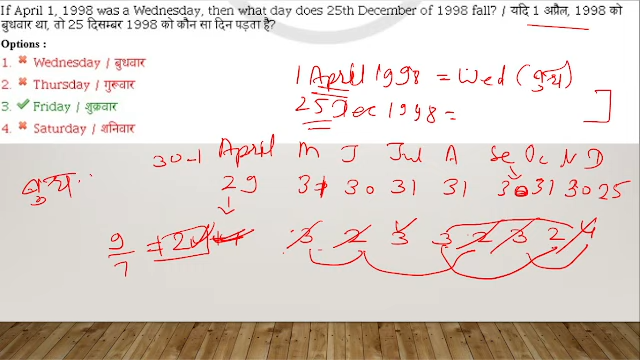 If April 1, 1998 was a Wednesday, then what day does 25th December of 1998 fall? / यदि 1 अप्रैल, 1998 को
बुधवार था, तो 25 दिसम्बर 1998 को कौन सा दिन पड़ता है?
Options :
1. Wednesday / बुधवार
2. Thursday / गुरूवार
3. Friday / शुक्रवार
4. Saturday / शनिवार
1 April 1998 = Wed (बुध)
25 Dec 1998 =
30-1 April M J Jul A Se Oc N D
बुध
29 31 30 31 31 30 31 30 25
9/7 = 2 3 2 3 3 2 3 2 4